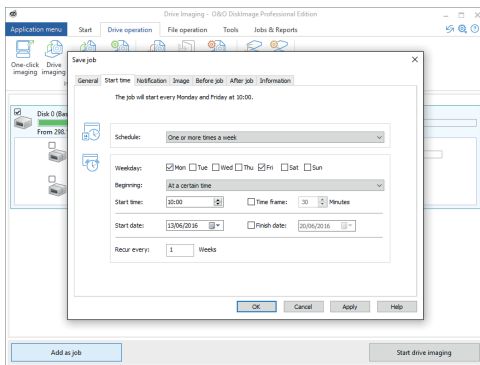 Drive Imaging - O&O DiskImage Professional Edition
Application menu Start Drive operation File operation Tools Jobs & Reports
One-click imaging Drive imaging
Save job
General Start time Notification Image Before job After job Information
The job will start every Monday and Friday at 10:00.
Disk 0 (Bas
From 298.
Schedule: One or more times a week
Weekday: Mon Tue Wed Thu Fri Sat Sun
Beginning: At a certain time
Start time: 10:00 Time frame: 30 Minutes
Start date: 13/06/2016 Finish date: 20/06/2016
Recur every: 1 Weeks
OK Cancel Apply Help
Add as job Start drive imaging